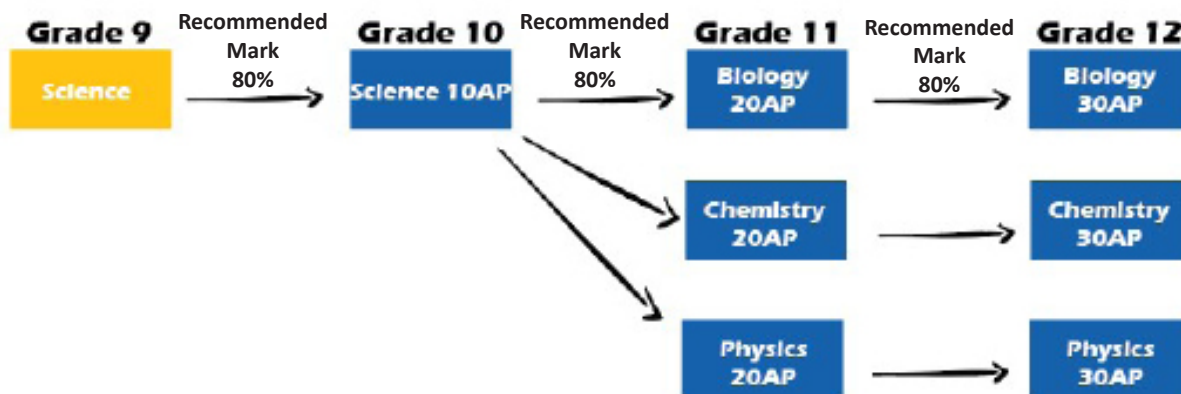 Grade 9
Recommended
Mark
80%
Grade 10
Recommended
Mark
80%
Grade 11
Recommended
Mark
80%
Grade 12
Science
Science 10AP
Biology
20AP
Biology
30AP
Chemistry
20AP
Chemistry
30AP
Physics
20AP
Physics
30AP